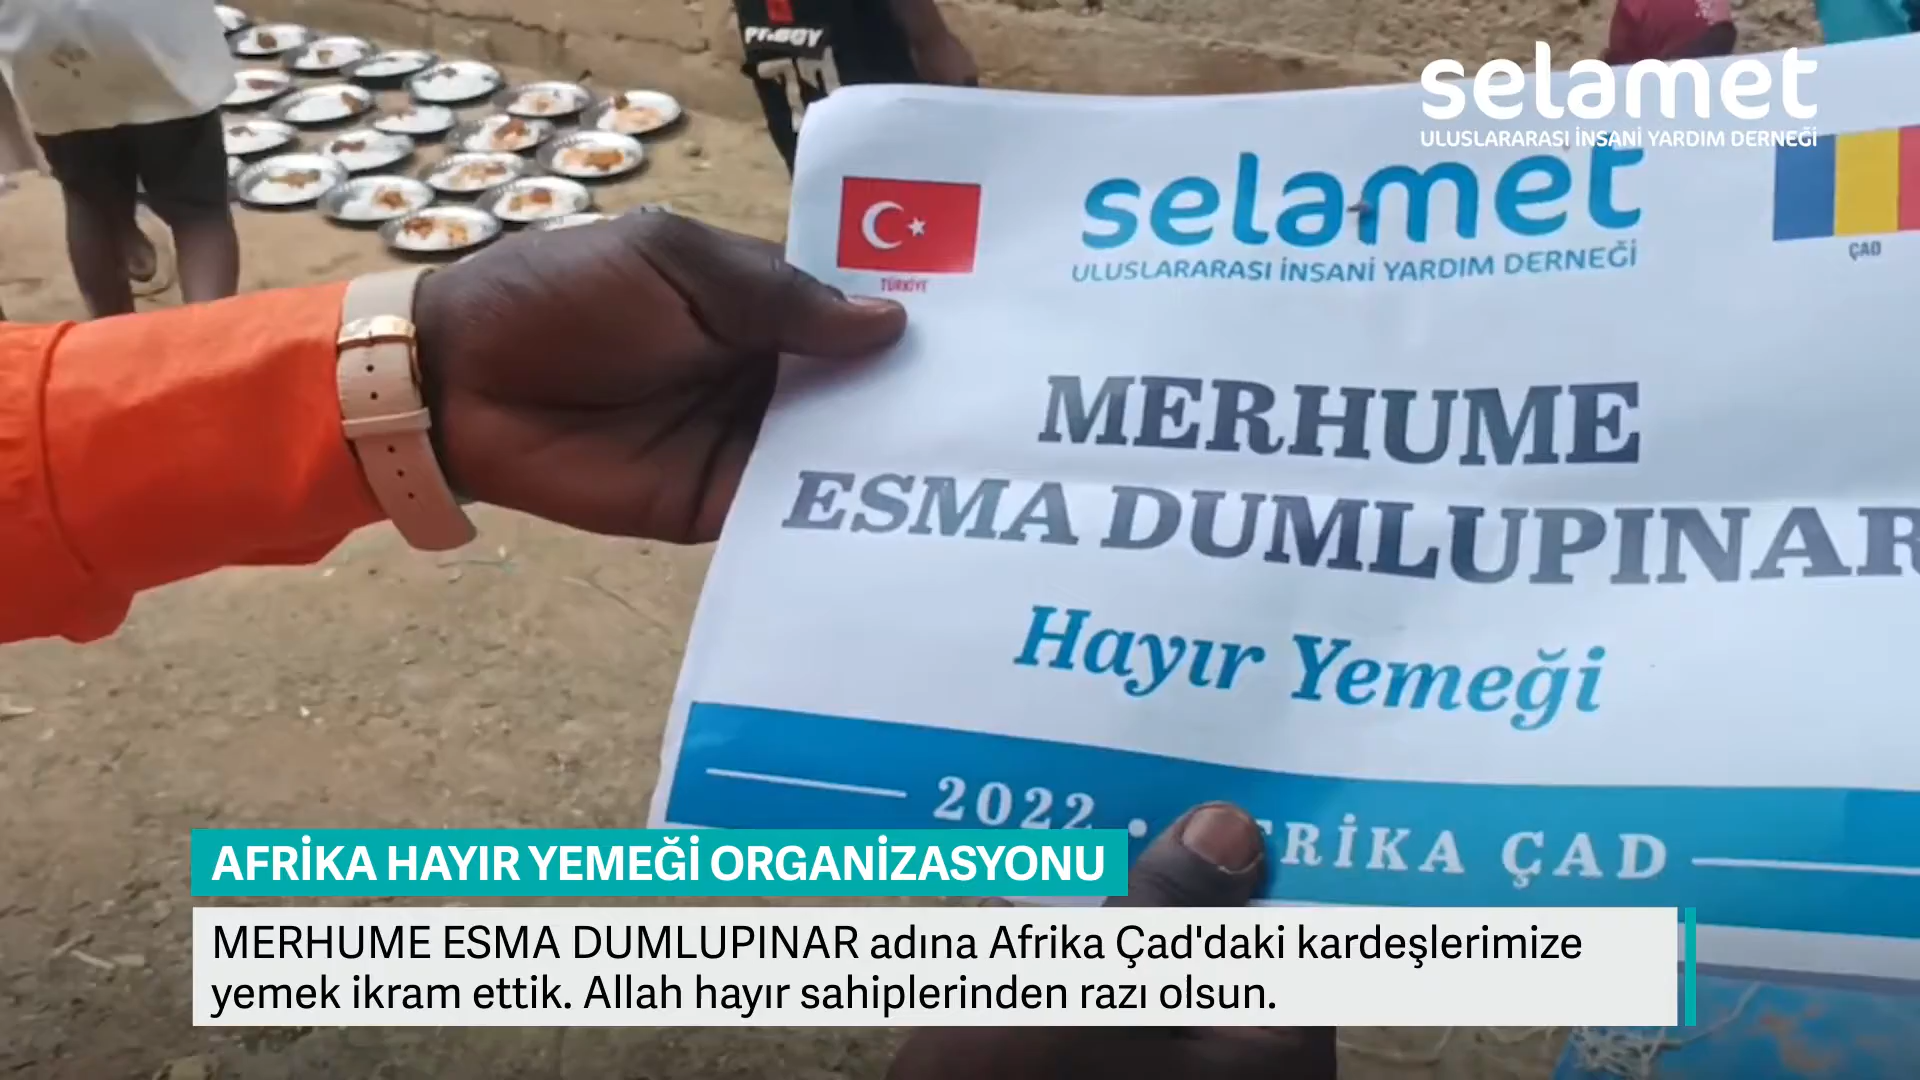 PLABOY
selamet
ULUSLARARASI İNSANİ YARDIM DERNEĞİ
selamet
ULUSLARARASI İNSANİ YARDIM DERNEĞİ
TÜRKİYE
ÇAD
MERHUME
ESMA DUMLUPINAR
Hayır Yemeği
2022 • RİKA ÇAD
AFRİKA HAYIR YEMEĞİ ORGANİZASYONU
MERHUME ESMA DUMLUPINAR adına Afrika Çad'daki kardeşlerimize
yemek ikram ettik. Allah hayır sahiplerinden razı olsun.